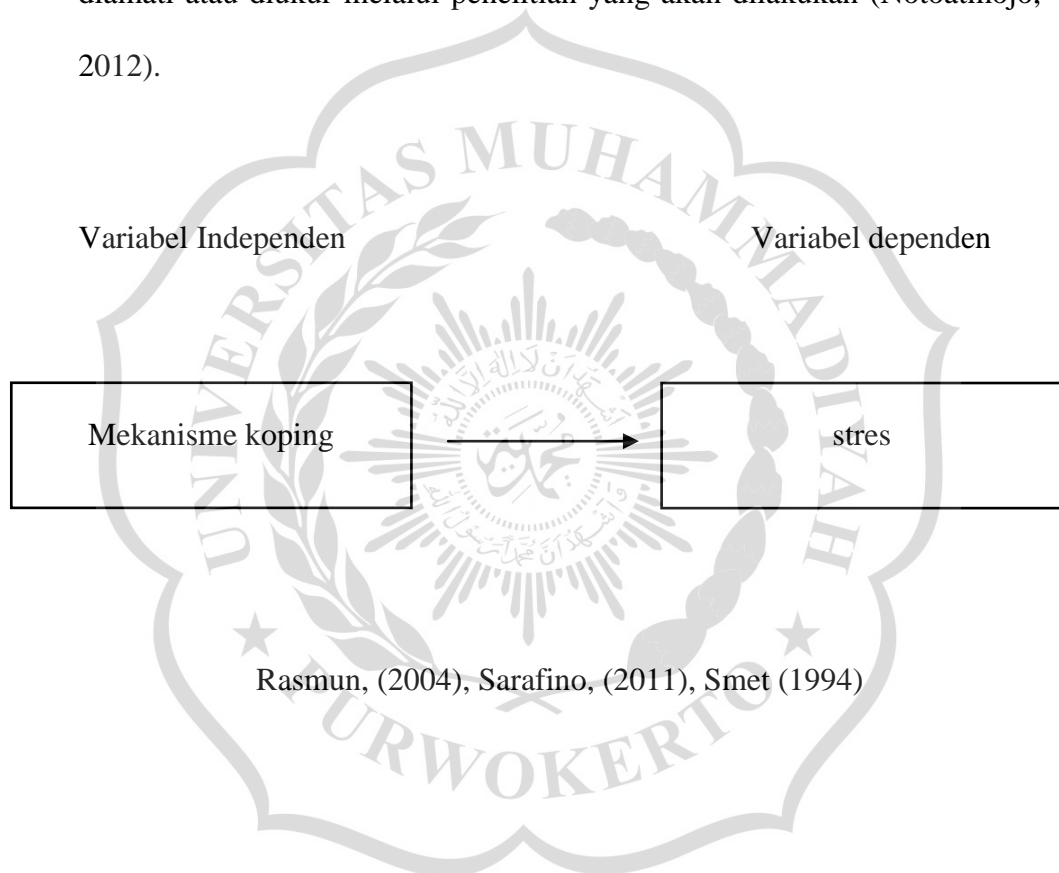 diamati atau diukur melalui penelitian yang akan dilakukan (Notoatmojo,
2012).
Variabel Independen Variabel dependen
Mekanisme koping stres
Rasmun, (2004), Sarafino, (2011), Smet (1994)
UNIVERSITAS MUHAMMADIYAH
PURWOKERTO